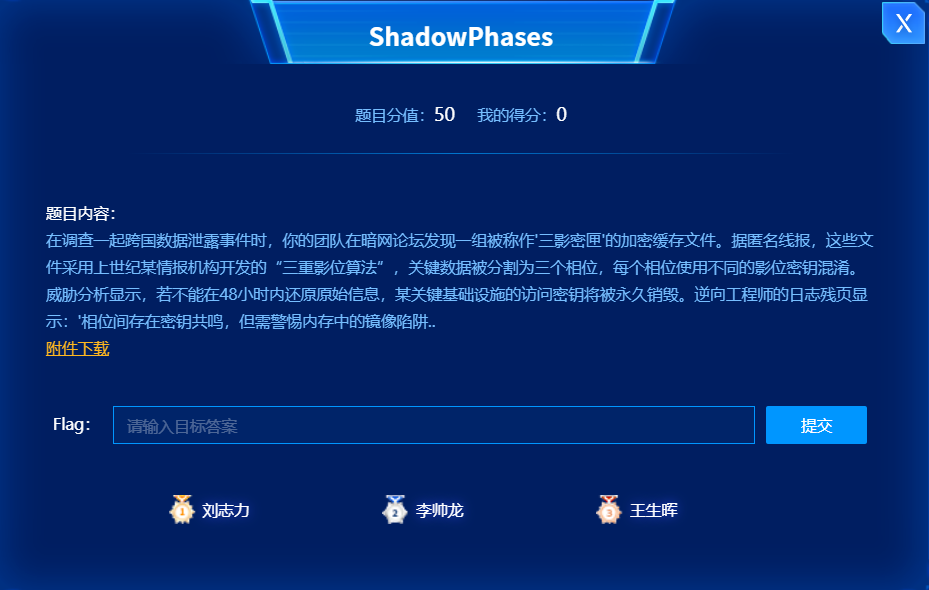 ShadowPhases
X
题目分值：50 我的得分：0
题目内容：
在调查一起跨国数据泄露事件时，你的团队在暗网论坛发现一组被称作'三影密匣'的加密缓存文件。据匿名线报，这些文
件采用上世纪某情报机构开发的“三重影位算法”，关键数据被分割为三个相位，每个相位使用不同的影位密钥混淆。
威胁分析显示，若不能在48小时内还原原始信息，某关键基础设施的访问密钥将被永久销毁。逆向工程师的日志残页显
示：'相位间存在密钥共鸣，但需警惕内存中的镜像陷阱..
附件下载
Flag： 请输入目标答案 提交
1 刘志力 2 李帅龙 3 王生晖